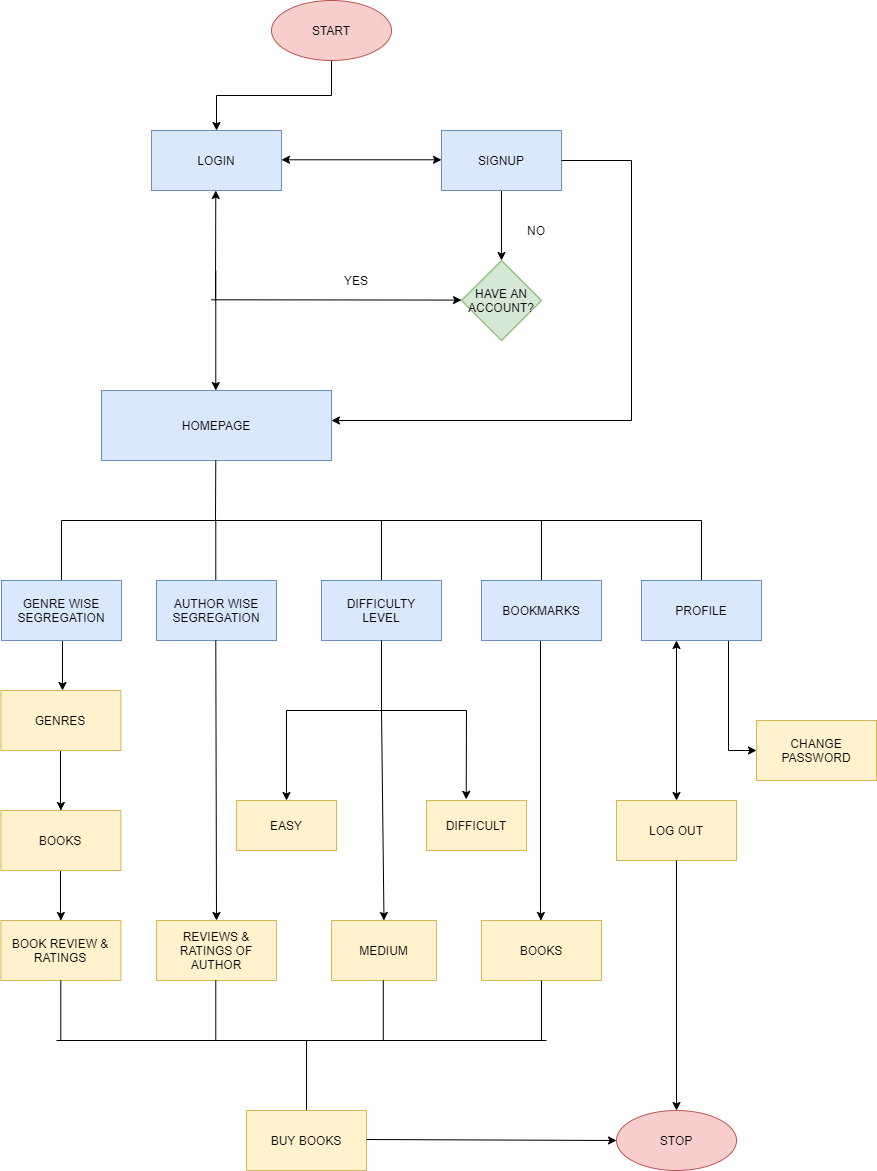 START
LOGIN
SIGNUP
NO
YES
HAVE AN
ACCOUNT?
HOMEPAGE
GENRE WISE
SEGREGATION
AUTHOR WISE
SEGREGATION
DIFFICULTY
LEVEL
BOOKMARKS
PROFILE
GENRES
CHANGE
PASSWORD
BOOKS
EASY
DIFFICULT
LOG OUT
BOOK REVIEW &
RATINGS
REVIEWS &
RATINGS OF
AUTHOR
MEDIUM
BOOKS
BUY BOOKS
STOP